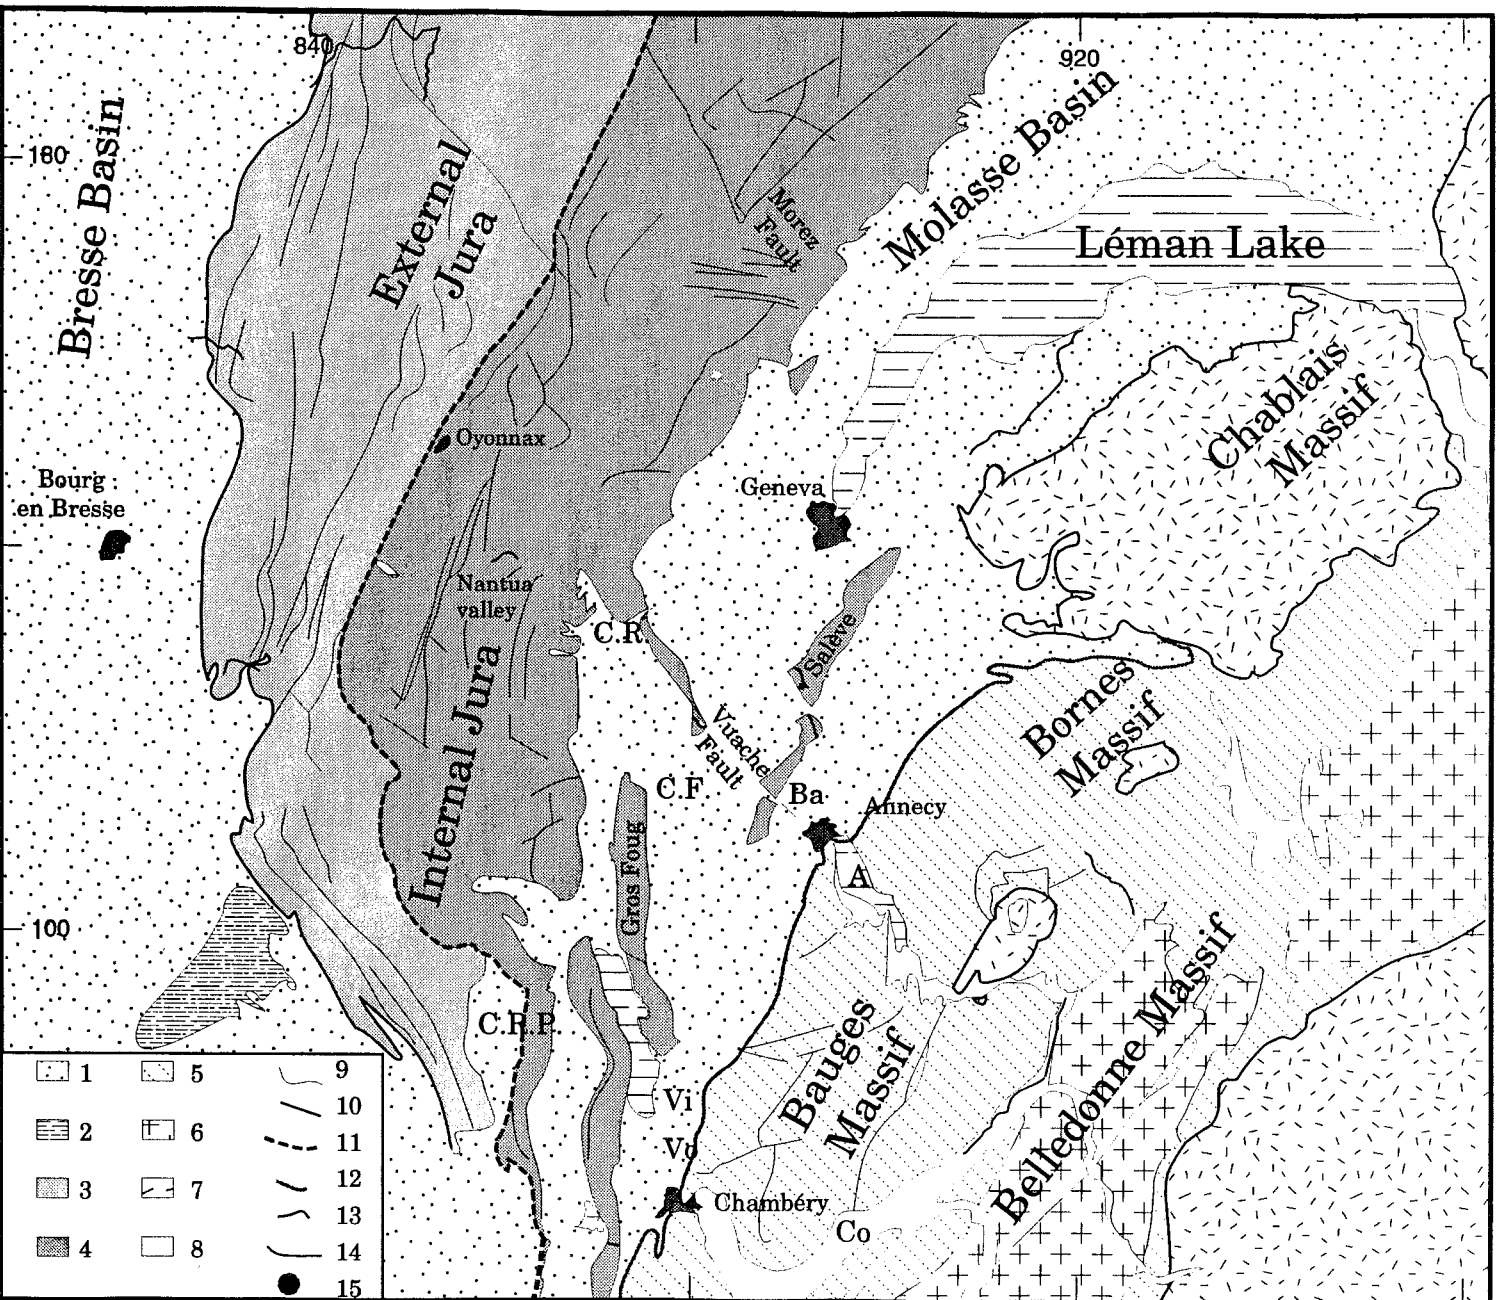 840
920
180
Bresse Basin
External
Jura
Morez
Fault
Molasse Basin
Léman Lake
Chablais
Massif
Oyonnax
Bourg
en Bresse
Geneva
Nantua
valley
C.R.
Salève
Internal Jura
Vuache
Fault
C.F.
Ba
Annecy
Bornes
Massif
Gros Foug
A
100
C.R.P.
Bauges
Massif
Belledonne Massif
Vi
Vo
Chambéry
Co
1
2
3
4
5
6
7
8
9
10
11
12
13
14
15